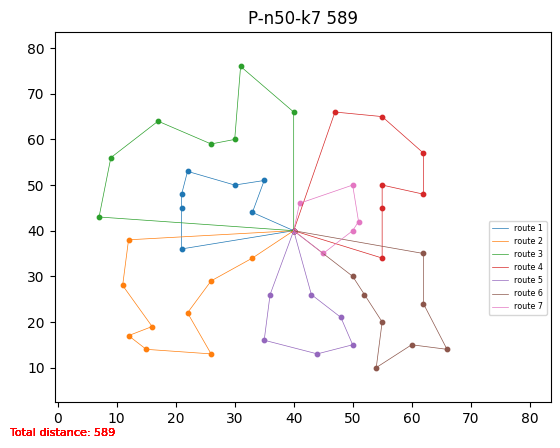 P-n50-k7 589
80
70
60
50
40
30
20
10
0 10 20 30 40 50 60 70 80
route 1
route 2
route 3
route 4
route 5
route 6
route 7
Total distance: 589